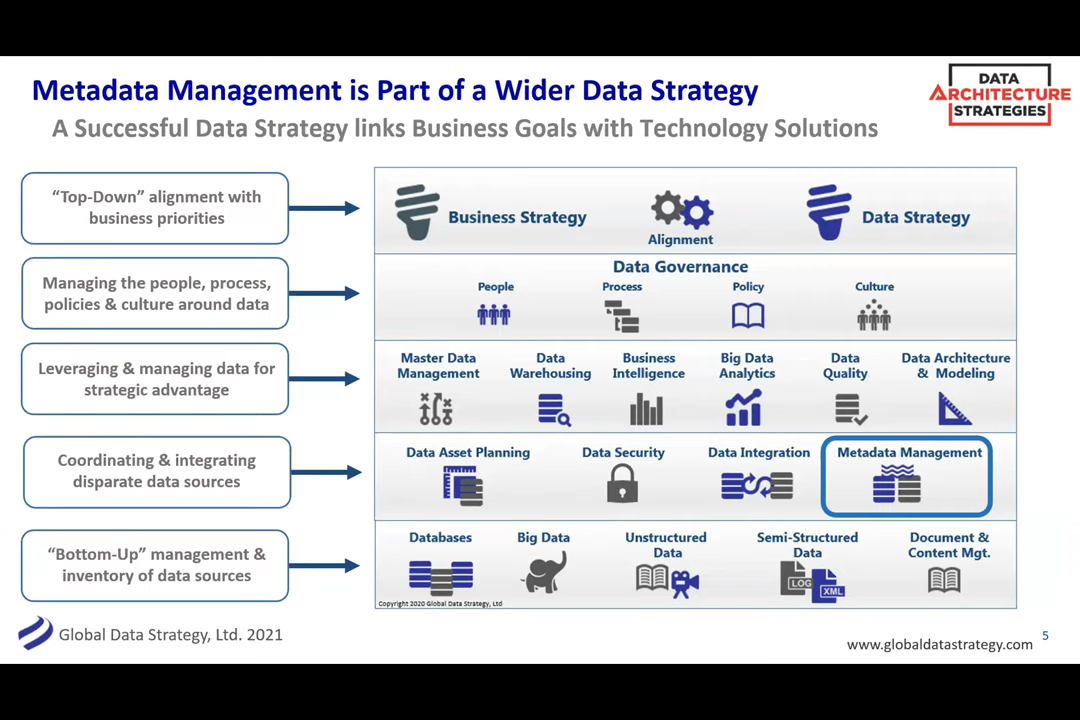 Metadata Management is Part of a Wider Data Strategy
A Successful Data Strategy links Business Goals with Technology Solutions
DATA
ARCHITECTURE
STRATEGIES
“Top-Down” alignment with
business priorities
Business Strategy
Alignment
Data Strategy
Managing the people, process,
policies & culture around data
Data Governance
People
Process
Policy
Culture
Leveraging & managing data for
strategic advantage
Master Data
Management
Data
Warehousing
Business
Intelligence
Big Data
Analytics
Data
Quality
Data Architecture
& Modeling
Coordinating & integrating
disparate data sources
Data Asset Planning
Data Security
Data Integration
Metadata Management
“Bottom-Up” management &
inventory of data sources
Databases
Big Data
Unstructured
Data
Semi-Structured
Data
LOG
XML
Document &
Content Mgt.
Copyright 2020 Global Data Strategy, Ltd
Global Data Strategy, Ltd. 2021
www.globaldatastrategy.com
5